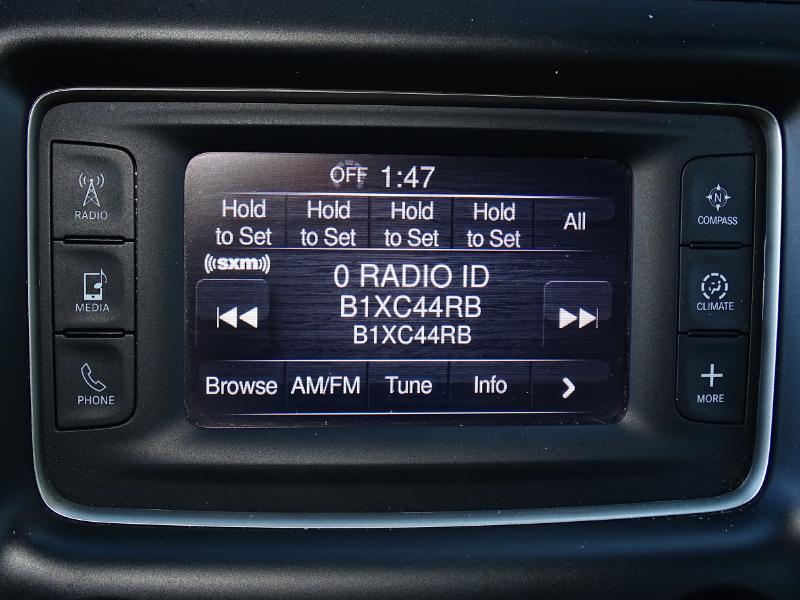 OFF 1:47
Hold to Set
Hold to Set
Hold to Set
Hold to Set
All
((sxm))
0 RADIO ID
B1XC44RB
B1XC44RB
Browse AM/FM Tune Info >
RADIO
MEDIA
PHONE
N
COMPASS
CLIMATE
+
MORE